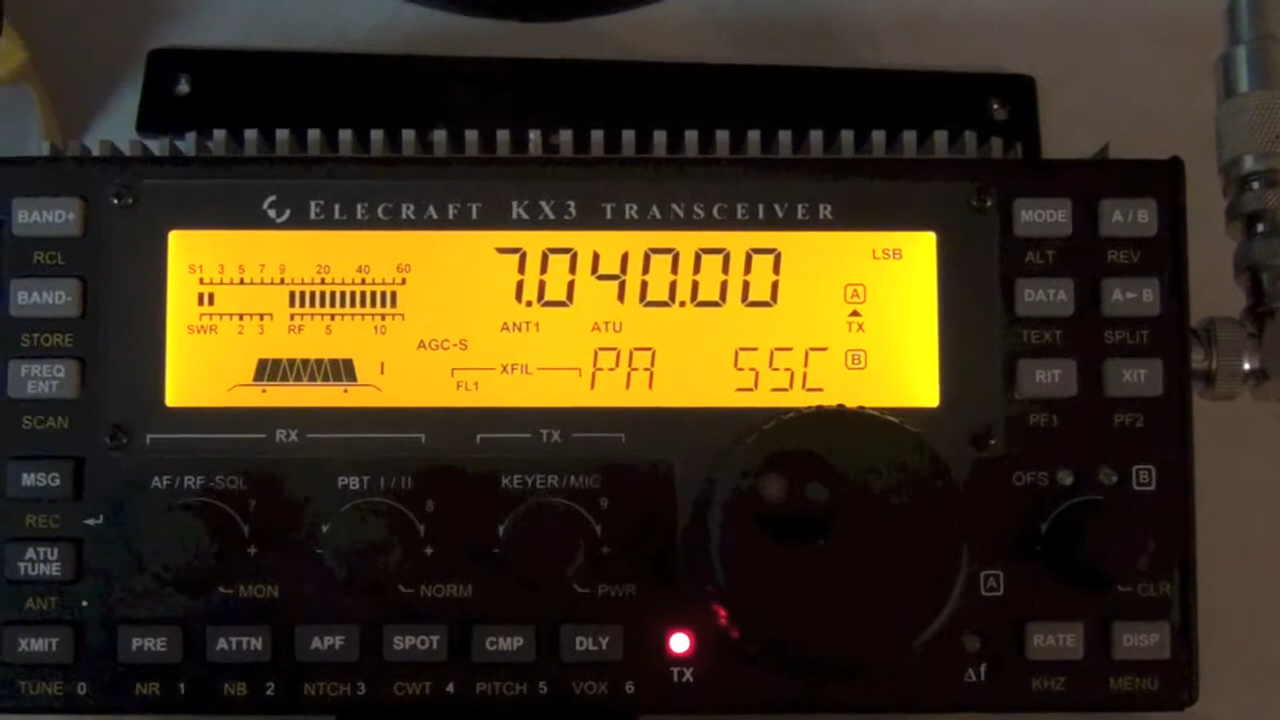 ELECRAFT KX3 TRANSCEIVER
BAND+
RCL
BAND-
STORE
FREQ
ENT
SCAN
MSG
REC
ATU
TUNE
ANT
XMIT
TUNE 0
S1 3 5 7 9 20 40 60
SWR 2 3 RF 5 10
7.040.00
LSB
ANT1 ATU
A
TX
AGC-S
XFIL
FL1
I
PA SSC
B
MODE A / B
ALT REV
DATA A►B
TEXT SPLIT
RIT XIT
PF1 PF2
RX TX
AF/RF-SQL PBT I/II KEYER/MIC
7 8 9
- + - + - +
MON NORM PWR
OFS B
A
CLR
PRE ATTN APF SPOT CMP DLY
NR 1 NB 2 NTCH 3 CWT 4 PITCH 5 VOX 6
TX
Δf
RATE DISP
KHZ MENU